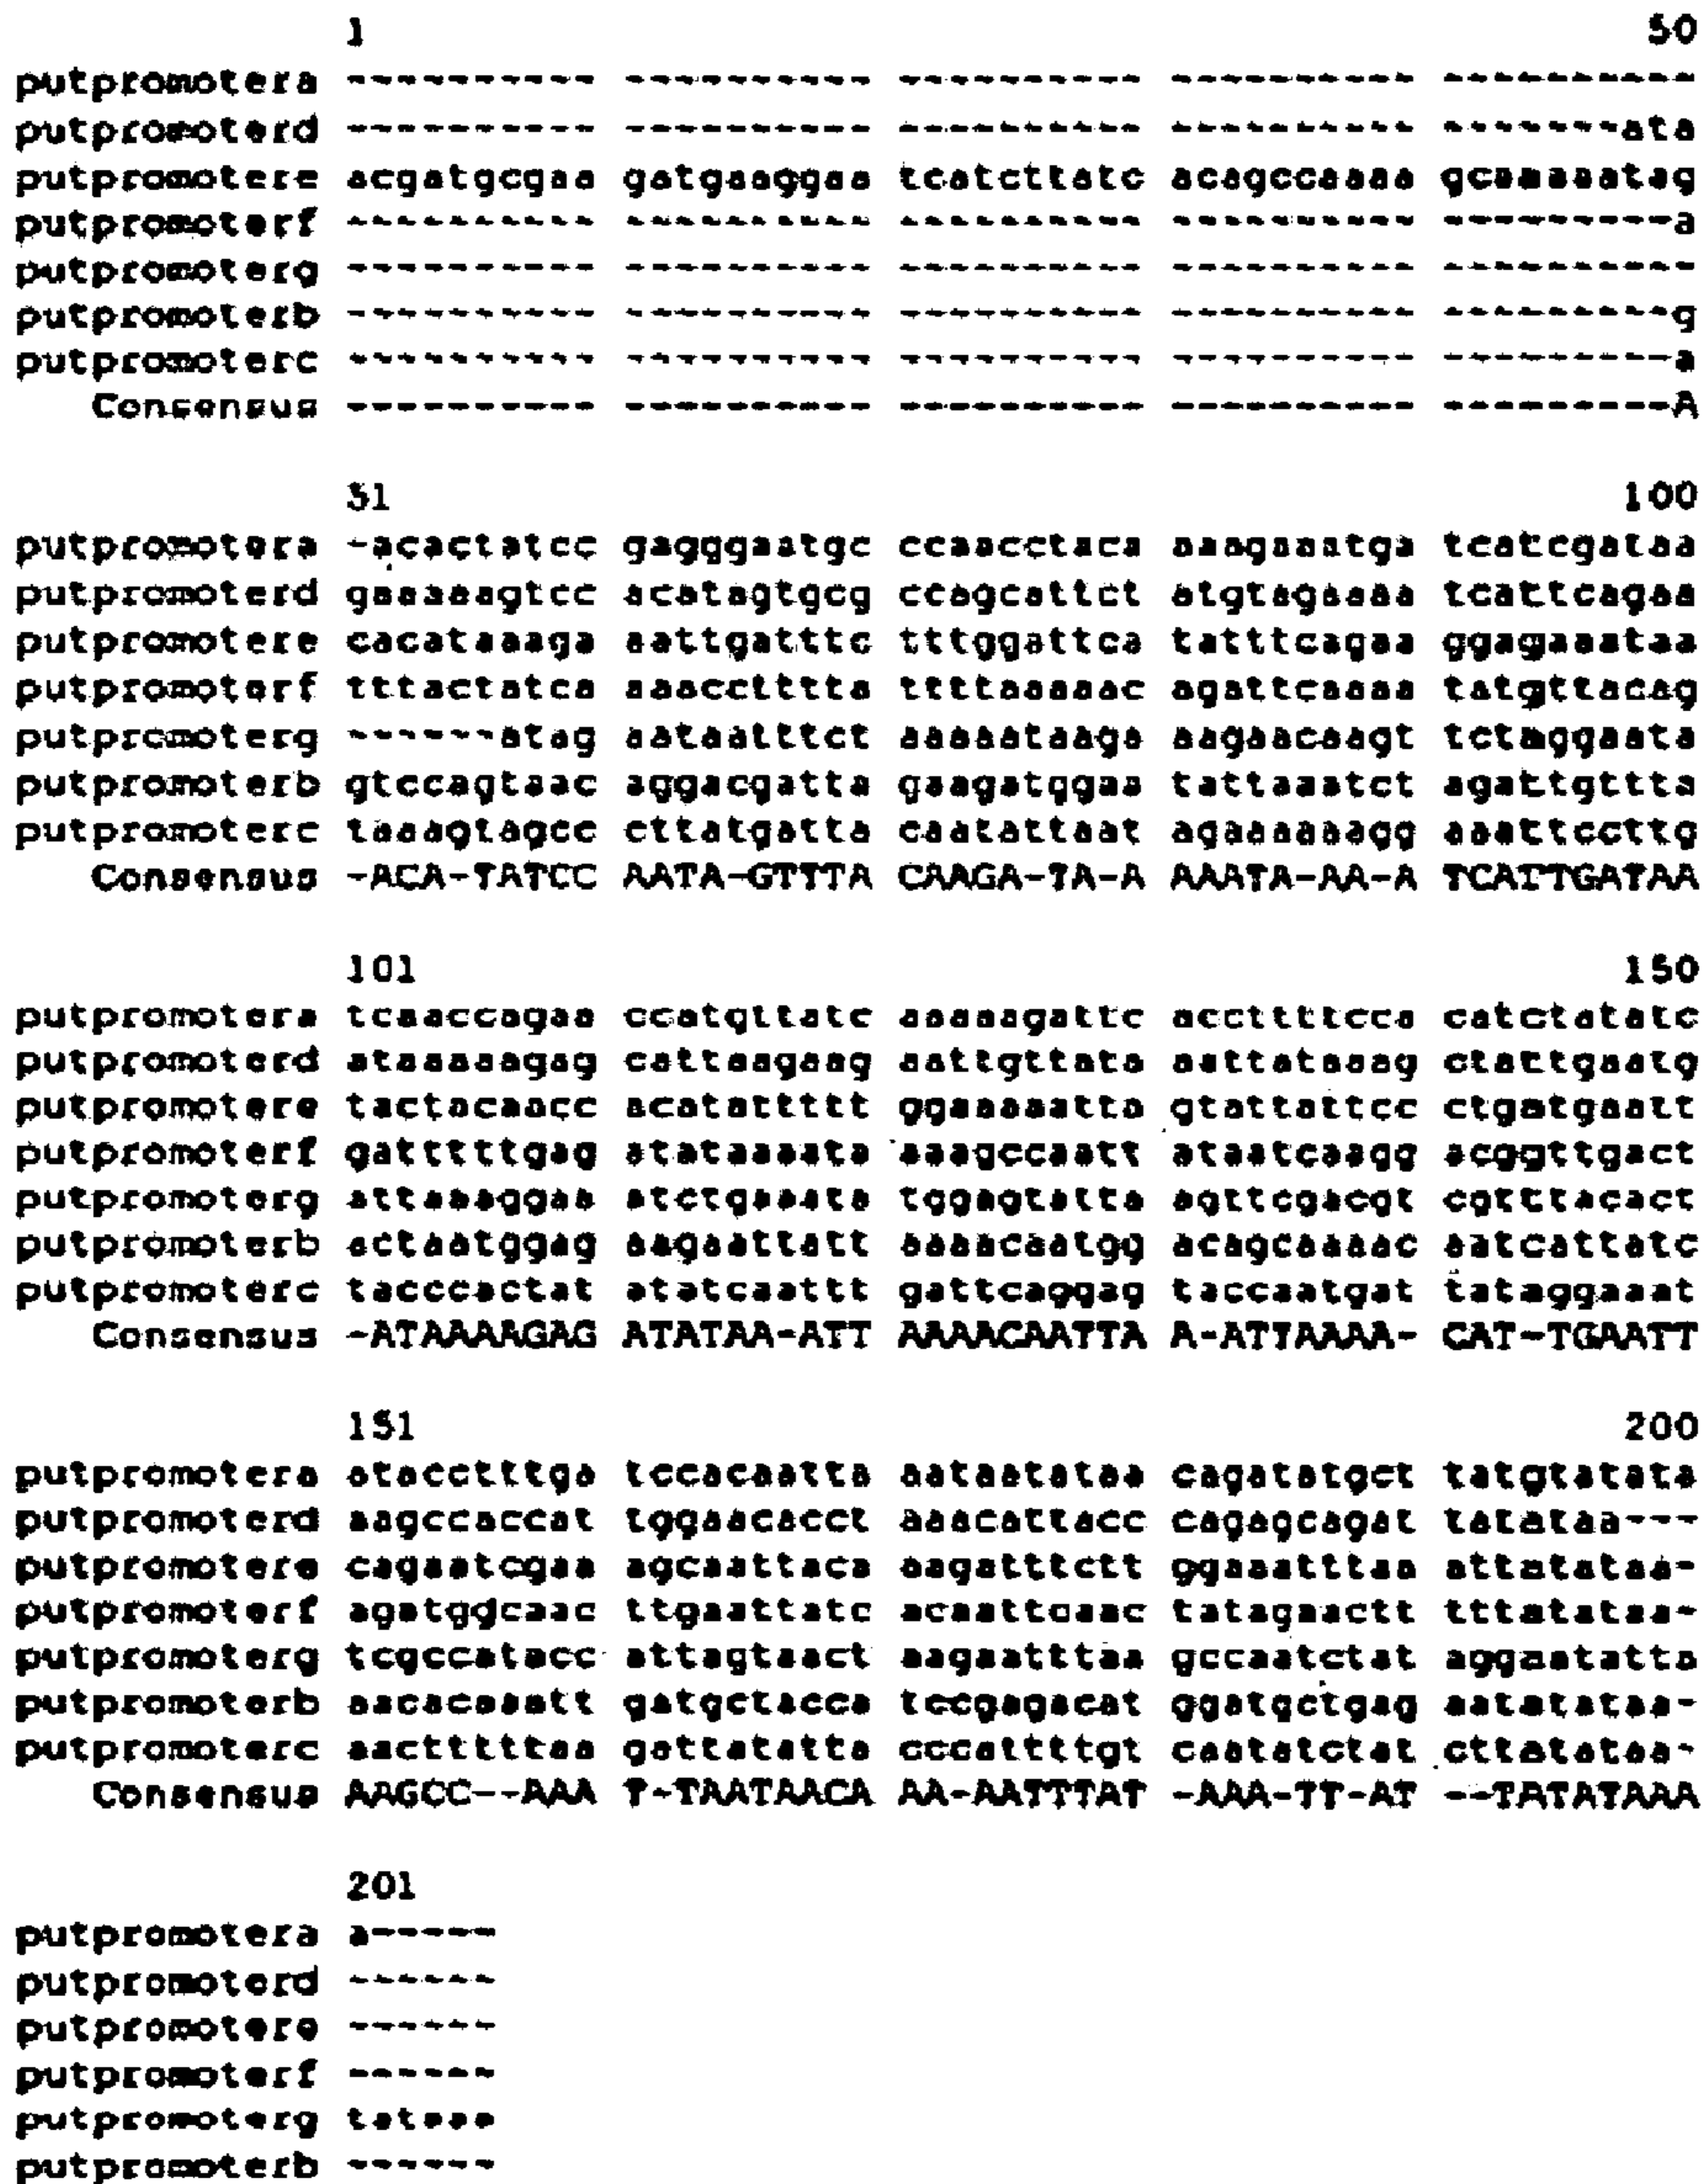 1 50
putpromotera ---------- ---------- ---------- ---------- ----------
putpromoterd ---------- ---------- ---------- ---------- -------ata
putpromotere acgatgcgaa gatgaaggaa tcatcttatc acagccaaaa gcaaaaatag
putpromoterf ---------- ---------- ---------- ---------- ---------a
putpromoterg ---------- ---------- ---------- ---------- ----------
putpromoterb ---------- ---------- ---------- ---------- ---------g
putpromoterc ---------- ---------- ---------- ---------- ---------a
Consensus ---------- ---------- ---------- ---------- ---------A
51 100
putpromotera -acactatcc gagggaatgc ccaacctaca aaagaaatga tcatcgataa
putpromoterd gaaaaagtcc acatagtgcg ccagcattct atgtagaaaa tcattcagaa
putpromotere cacataaaga aattgatttc tttggattca tatttcagaa ggagaaataa
putpromoterf tttactatca aaaccttttta ttttaaaaac agattcaaaa tatgttacag
putpromoterg ------atag aataatttct aaaaataaga aagaacaagt tctaggaata
putpromoterb gtccagtaac aggacgatta gaagatggaa tattaaatct agattgttta
putpromoterc taaagtagcc cttatgatta caatattaat agaaaaaagg aaattccttg
Consensus -ACA-TATCC AATA-GTTTA CAAGA-TA-A AAATA-AA-A TCATTGATAA
101 150
putpromotera tcaaccagaa ccatgttatc aaaaagattc accttttcca catctatatc
putpromoterd ataaaaagag cattaagaag aattgttata aattataaag ctattgaatg
putpromotere tactacaacc acatattttt ggaaaaatta gtattattcc ctgatgaatt
putpromoterf gatttttgag atataaaata aaagccaatt ataatcaagg acggttgact
putpromoterg attaaaggaa atctgaaata tggagtatta agttcgacgt cgtttacact
putpromoterb actaatggag aagaattatt aaaacaatgg acagcaaaac aatcattatc
putpromoterc tacccactat atatcaattt gattcaggag taccaatgat tataggaaat
Consensus -ATAAAAGAG ATATAA-ATT AAAACAATTA A-ATTAAAA- CAT-TGAATT
151 200
putpromotera atacctttga tccacaatta aataatataa cagatatgct tatgtatata
putpromoterd aagccaccat tggaacacct aaacattacc cagagcagat tatataa---
putpromotere cagaatcgaa agcaattaca aagatttctt ggaaatttaa attatataa-
putpromoterf agatggcaac ttgaattatc acaattcaac tatagaactt tttatataa-
putpromoterg tcgccatacc attagtaact aagaatttaa gccaatctat aggaatatta
putpromoterb aacacaaatt gatgctacca tccgagacat ggatgctgag aatatataa-
putpromoterc aactttttaa gattatatta cccattttgt caatatctat cttatataa-
Consensus AAGCC--AAA T-TAATAACA AA-AATTTAT -AAA-TT-AT --TATATAAA
201
putpromotera a-----
putpromoterd ------
putpromotere ------
putpromoterf ------
putpromoterg tataaa
putpromoterb ------